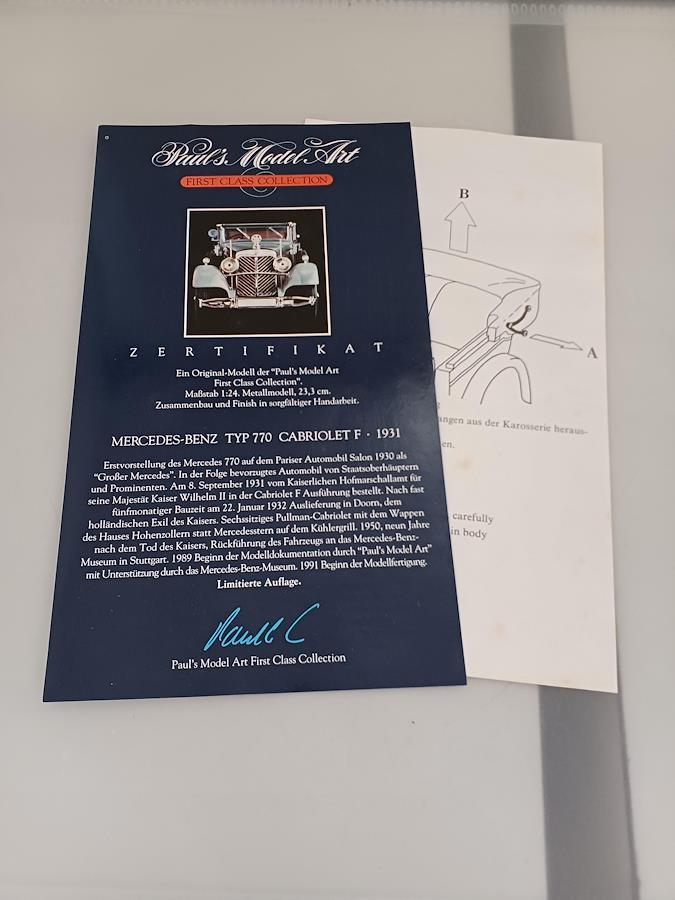 Paul's Model Art
FIRST CLASS COLLECTION
ZERTIFIKAT
Ein Original-Modell der "Paul's Model Art
First Class Collection".
Maßstab 1:24. Metallmodell, 23,3 cm.
Zusammenbau und Finish in sorgfältiger Handarbeit.
MERCEDES-BENZ TYP 770 CABRIOLET F · 1931
Erstvorstellung des Mercedes 770 auf dem Pariser Automobil Salon 1930 als
"Großer Mercedes". In der Folge bevorzugtes Automobil von Staatsoberhäuptern
und Prominenten. Am 8. September 1931 vom Kaiserlichen Hofmarschallamt für
seine Majestät Kaiser Wilhelm II in der Cabriolet F Ausführung bestellt. Nach fast
fünfmonatiger Bauzeit am 22. Januar 1932 Auslieferung in Doorn, dem
holländischen Exil des Kaisers. Sechssitziges Pullman-Cabriolet mit dem Wappen
des Hauses Hohenzollern statt Mercedesstern auf dem Kühlergrill. 1950, neun Jahre
nach dem Tod des Kaisers, Rückführung des Fahrzeugs an das Mercedes-Benz-
Museum in Stuttgart. 1989 Beginn der Modelldokumentation durch "Paul's Model Art"
mit Unterstützung durch das Mercedes-Benz-Museum. 1991 Beginn der Modellfertigung.
Limitierte Auflage.
Paul's Model Art First Class Collection
B
A
angen aus der Karosserie heraus-
en.
carefully
in body